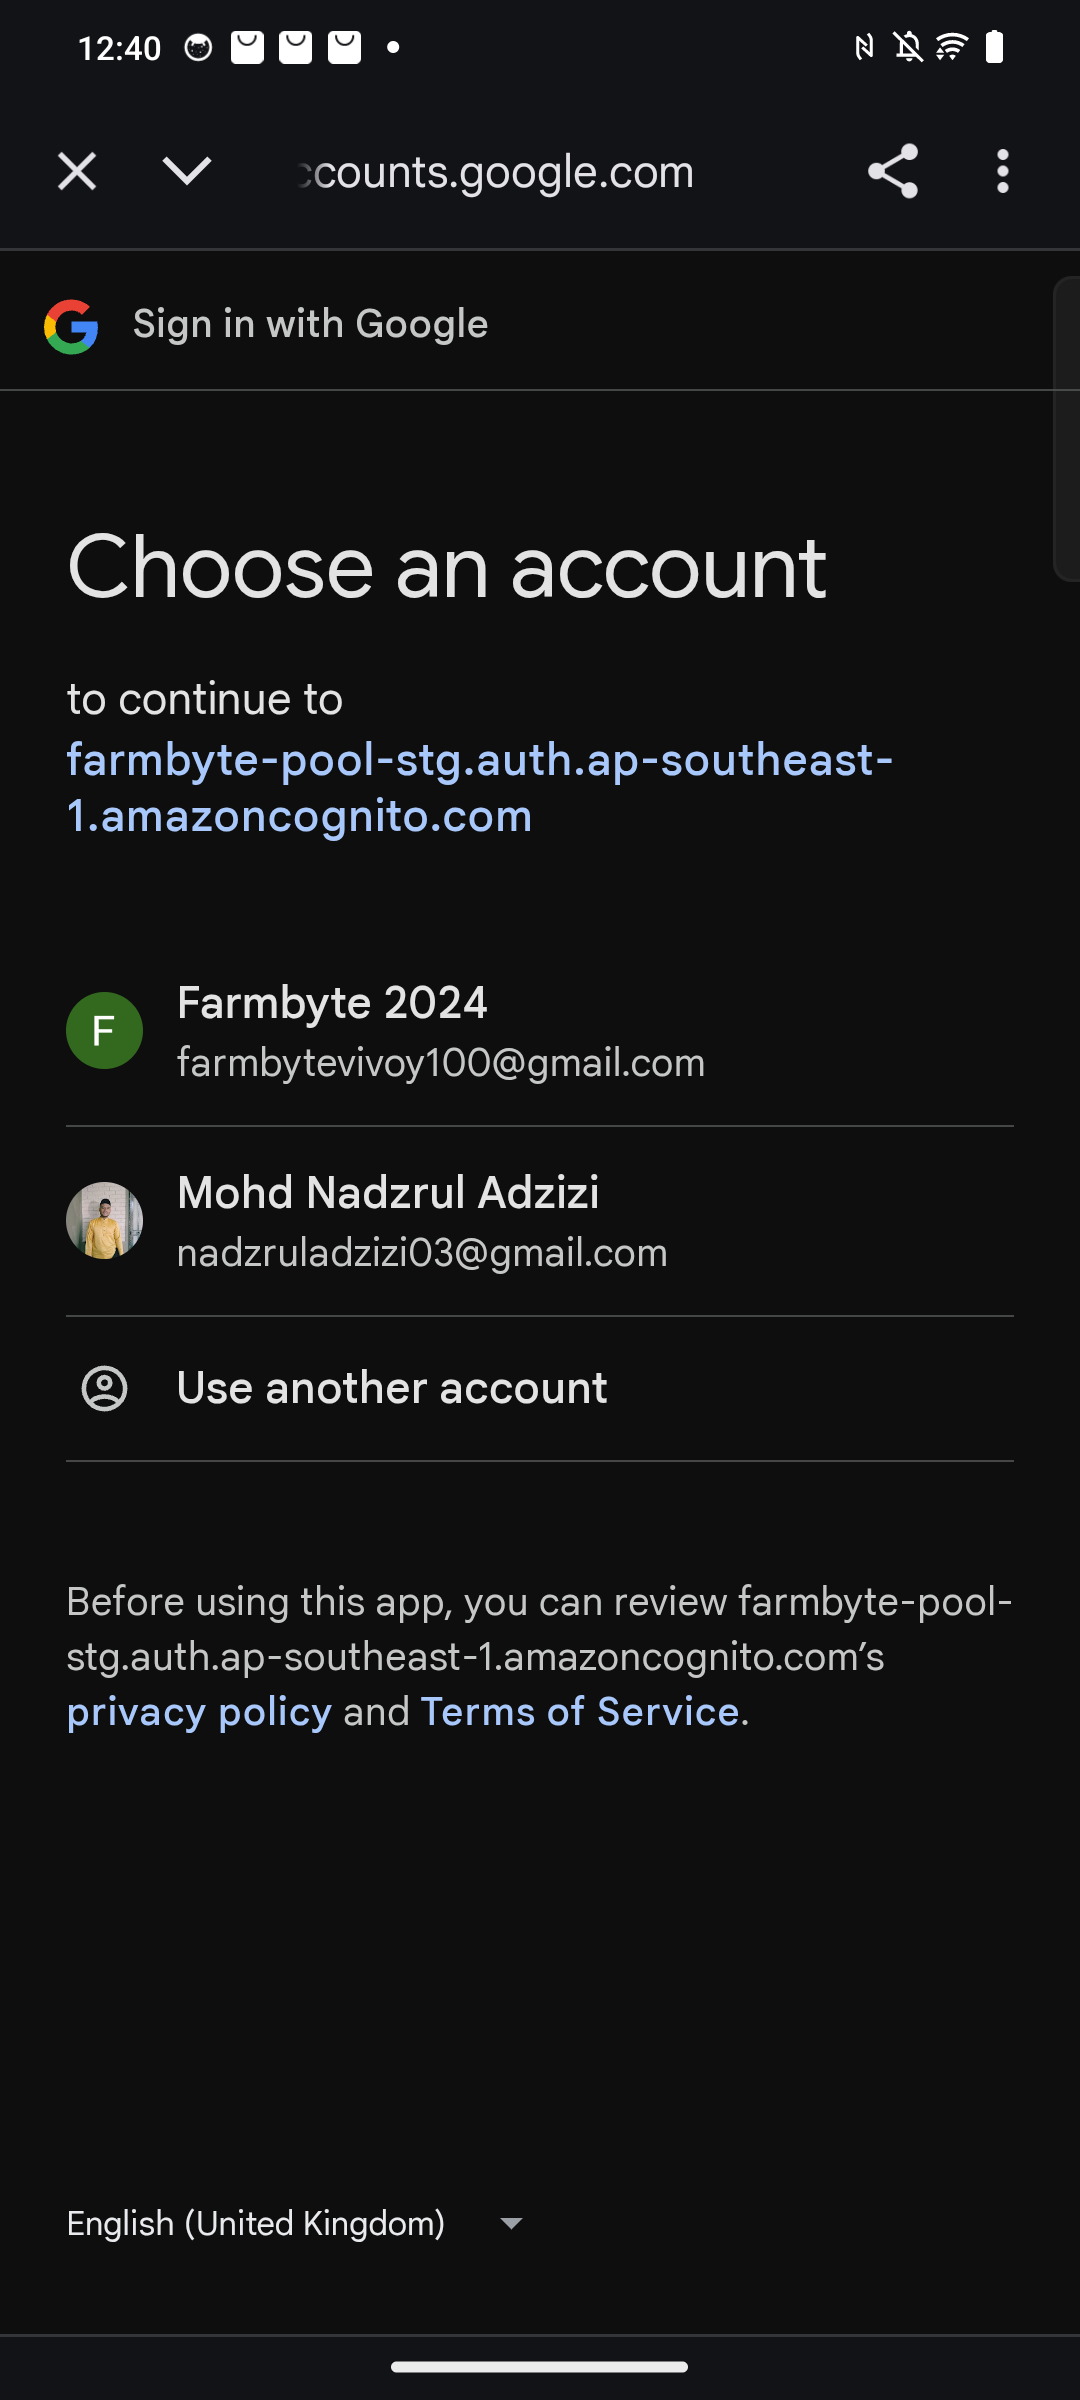 12:40
ccounts.google.com
Sign in with Google
Choose an account
to continue to
farmbyte-pool-stg.auth.ap-southeast-
1.amazoncognito.com
F
Farmbyte 2024
farmbytevivoy100@gmail.com
Mohd Nadzrul Adzizi
nadzruladzizi03@gmail.com
Use another account
Before using this app, you can review farmbyte-pool-
stg.auth.ap-southeast-1.amazoncognito.com’s
privacy policy and Terms of Service.
English (United Kingdom)